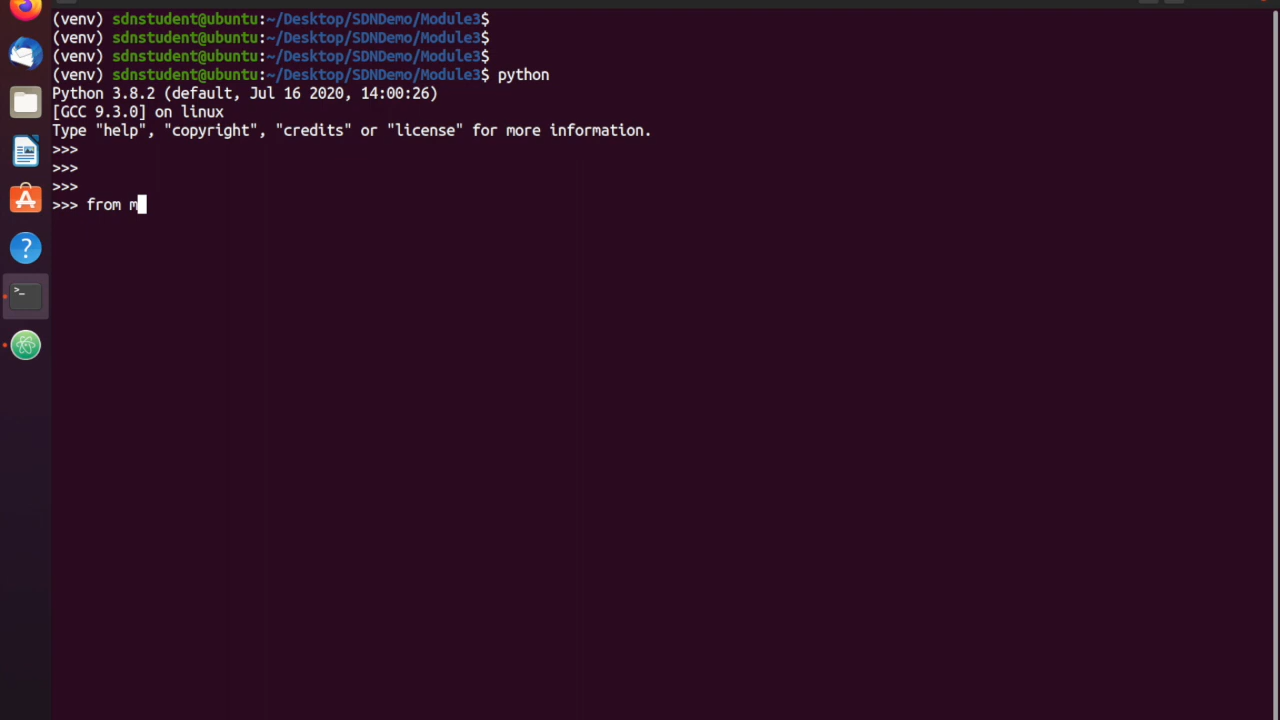 (venv) sdnstudent@ubuntu:~/Desktop/SDNDemo/Module3$
(venv) sdnstudent@ubuntu:~/Desktop/SDNDemo/Module3$
(venv) sdnstudent@ubuntu:~/Desktop/SDNDemo/Module3$
(venv) sdnstudent@ubuntu:~/Desktop/SDNDemo/Module3$ python
Python 3.8.2 (default, Jul 16 2020, 14:00:26)
[GCC 9.3.0] on linux
Type "help", "copyright", "credits" or "license" for more information.
>>>
>>>
>>>
>>> from m